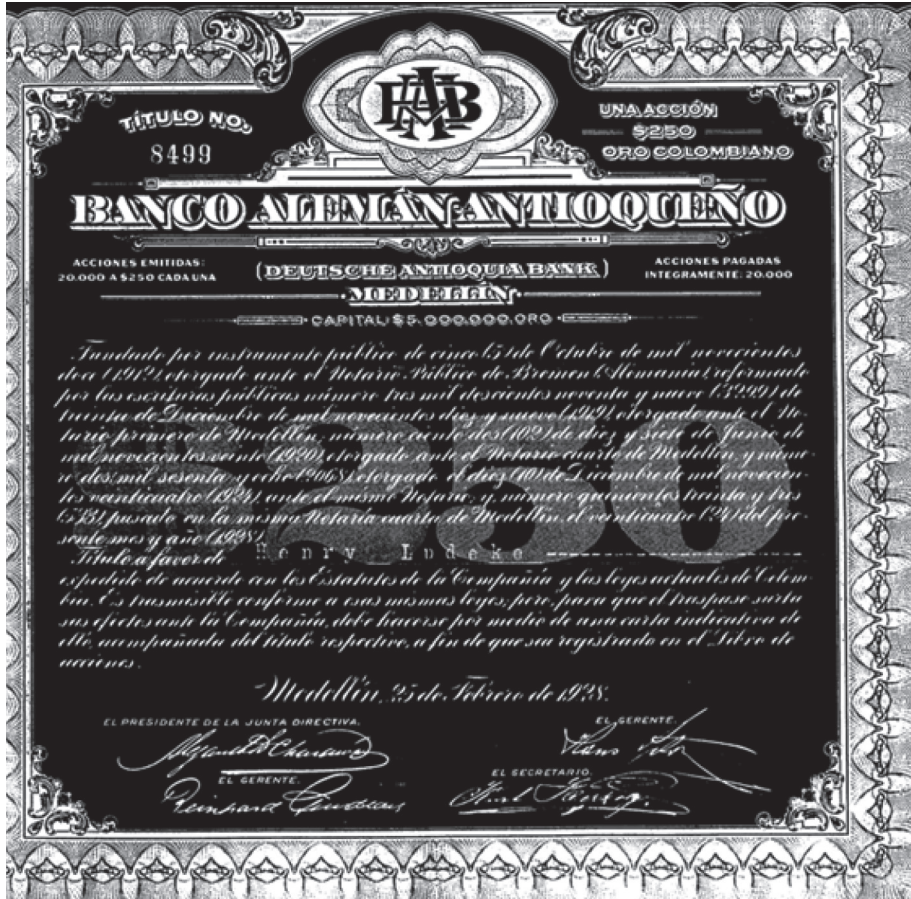 BAAM
TÍTULO NO.
8499
UNA ACCIÓN
$250
ORO COLOMBIANO
BANCO ALEMÁN ANTIOQUEÑO
ACCIONES EMITIDAS:
20.000 A $250 CADA UNA
(DEUTSCHE ANTIOQUIA BANK)
MEDELLÍN
ACCIONES PAGADAS
INTEGRAMENTE: 20.000
CAPITAL: $5.000.000,ORO
$250
Fundado por instrumento público de cinco (5) de Octubre de mil novecientos
doce (1912) otorgado ante el Notario Público de Bremen (Alemania), reformado
por las escrituras públicas número tres mil doscientos noventa y nueve (3299) de
treinta de Diciembre de mil novecientos diez y nueve (1919), otorgada ante el No-
tario primero de Medellín, número ciento dos (102) de diez y siete de Junio de
mil novecientos veinte (1920), otorgada ante el Notario cuarto de Medellín, y núme-
ro dos mil sesenta y ocho (2068), otorgada el de Diciembre de mil novecien-
tos veinticuatro (1924), ante el mismo Notario, y número quinientos treinta y tres
(533) pasada en la misma Notaría cuarta de Medellín, el veinticuatro (24) del pre-
sente mes y año (1928).
Título a favor de Henry Ludeke
expedido de acuerdo con los Estatutos de la Compañía y las leyes actuales de Colom-
bia. Es trasmisible conforme a esas mismas leyes; pero, para que el traspaso surta
sus efectos ante la Compañía, debe hacerse por medio de una carta indicativa de
ello, acompañada del título respectivo, a fin de que sea registrado en el Libro de
acciones.
Medellín, 25 de Febrero de 1928.
EL PRESIDENTE DE LA JUNTA DIRECTIVA,
EL GERENTE,
EL GERENTE,
EL SECRETARIO,
Reinhard